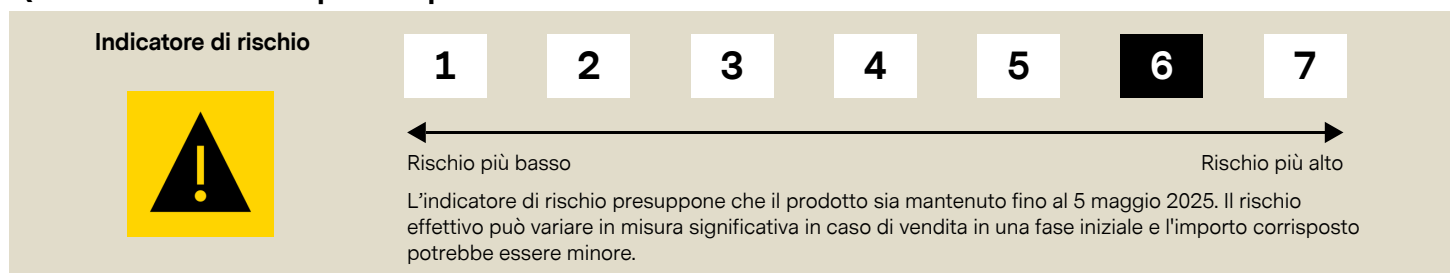 Indicatore di rischio
1 2 3 4 5 6 7
Rischio più basso Rischio più alto
L'indicatore di rischio presuppone che il prodotto sia mantenuto fino al 5 maggio 2025. Il rischio
effettivo può variare in misura significativa in caso di vendita in una fase iniziale e l'importo corrisposto
potrebbe essere minore.